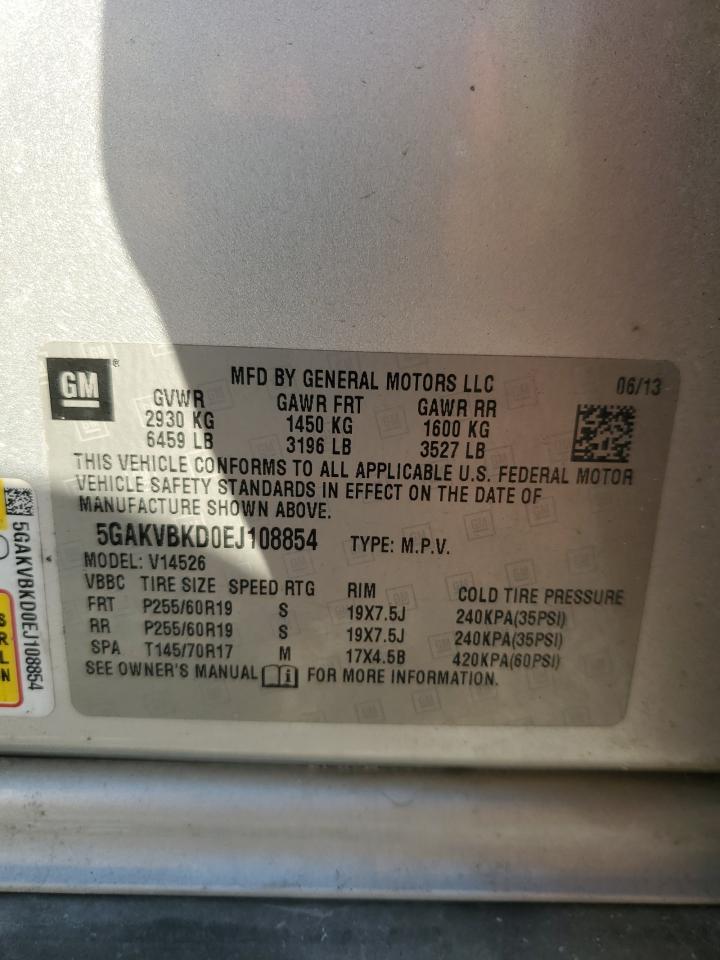 GM
®
MFD BY GENERAL MOTORS LLC
06/13
GVWR GAWR FRT GAWR RR
2930 KG 1450 KG 1600 KG
6459 LB 3196 LB 3527 LB
THIS VEHICLE CONFORMS TO ALL APPLICABLE U.S. FEDERAL MOTOR
VEHICLE SAFETY STANDARDS IN EFFECT ON THE DATE OF
MANUFACTURE SHOWN ABOVE.
5GAKVBKD0EJ108854 TYPE: M.P.V.
MODEL: V14526
VBBC TIRE SIZE SPEED RTG RIM COLD TIRE PRESSURE
FRT P255/60R19 S 19X7.5J 240KPA(35PSI)
RR P255/60R19 S 19X7.5J 240KPA(35PSI)
SPA T145/70R17 M 17X4.5B 420KPA(60PSI)
SEE OWNER'S MANUAL i FOR MORE INFORMATION.
5GAKVBKD0EJ108854
S
R
L
N